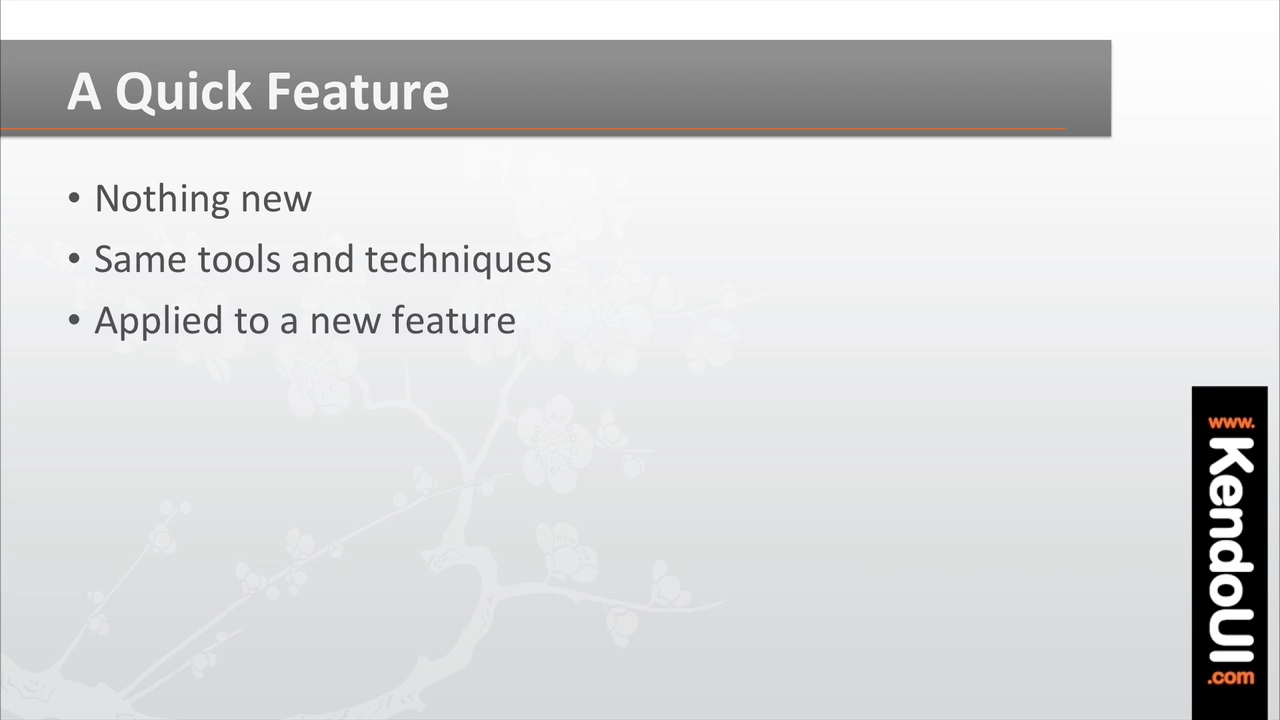 A Quick Feature
• Nothing new
• Same tools and techniques
• Applied to a new feature
www.
KendoUI
.com